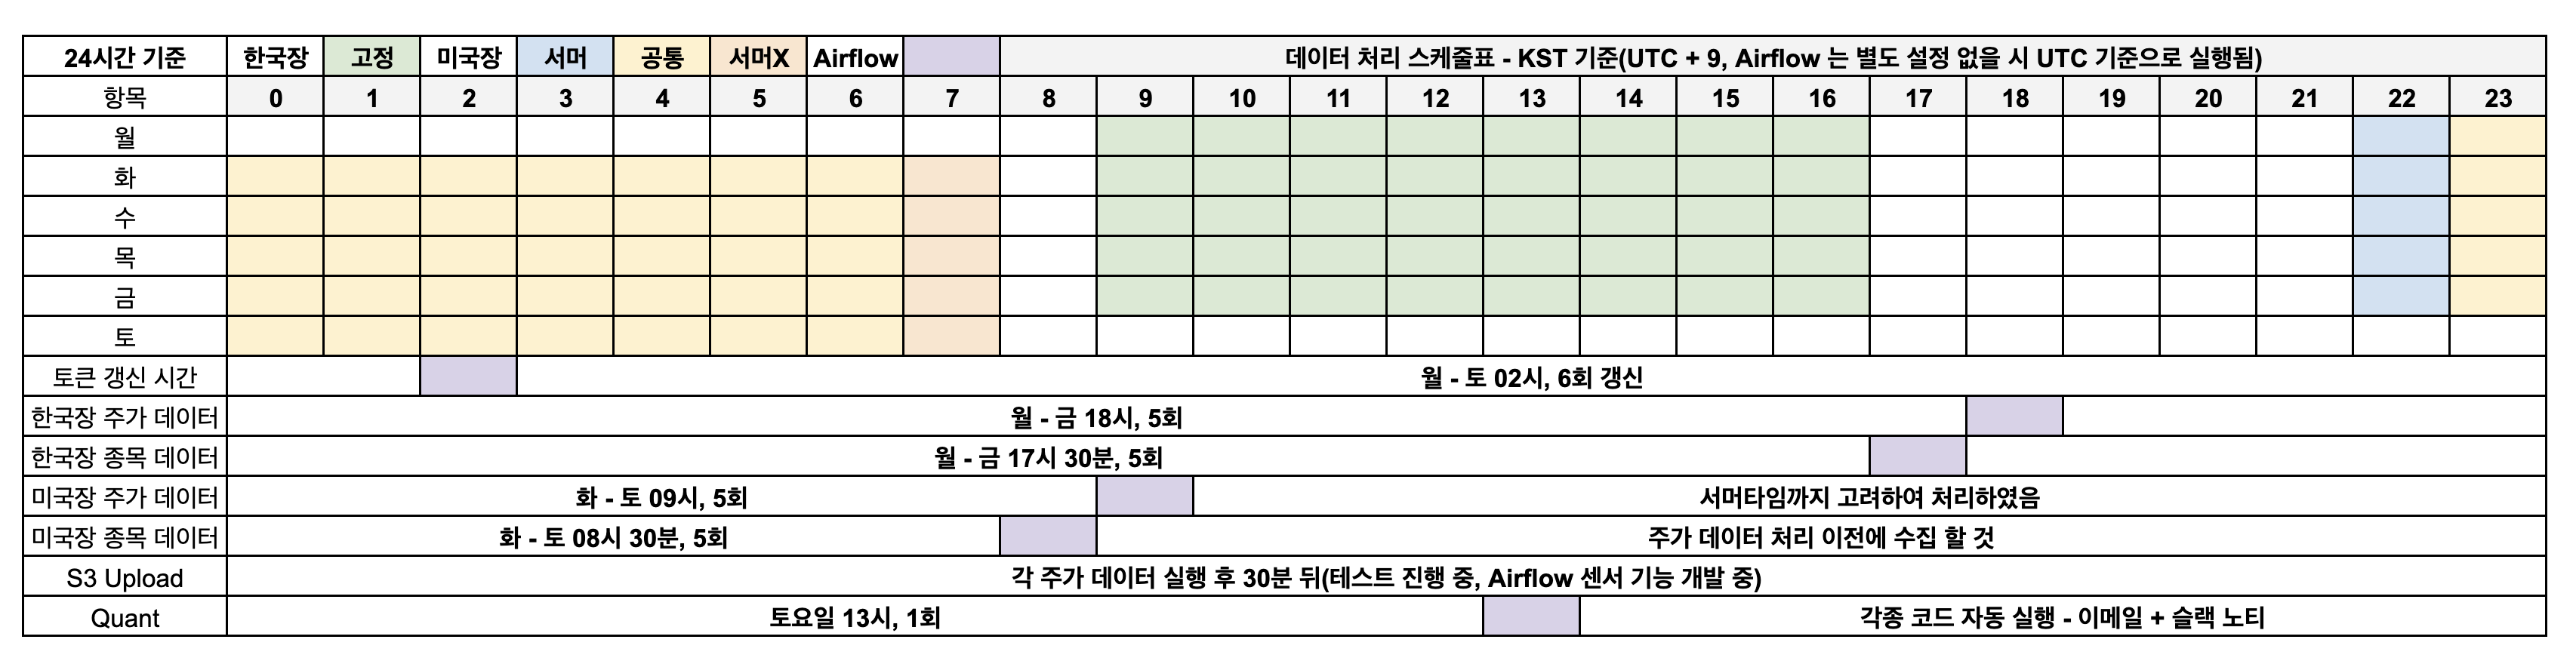 24시간 기준 한국장 고정 미국장 서머 공통 서머X Airflow 데이터 처리 스케줄표 - KST 기준(UTC + 9, Airflow 는 별도 설정 없을 시 UTC 기준으로 실행됨)
항목 0 1 2 3 4 5 6 7 8 9 10 11 12 13 14 15 16 17 18 19 20 21 22 23
월
화
수
목
금
토
토큰 갱신 시간 월 - 토 02시, 6회 갱신
한국장 주가 데이터 월 - 금 18시, 5회
한국장 종목 데이터 월 - 금 17시 30분, 5회
미국장 주가 데이터 화 - 토 09시, 5회 서머타임까지 고려하여 처리하였음
미국장 종목 데이터 화 - 토 08시 30분, 5회 주가 데이터 처리 이전에 수집 할 것
S3 Upload 각 주가 데이터 실행 후 30분 뒤(테스트 진행 중, Airflow 센서 기능 개발 중)
Quant 토요일 13시, 1회 각종 코드 자동 실행 - 이메일 + 슬랙 노티